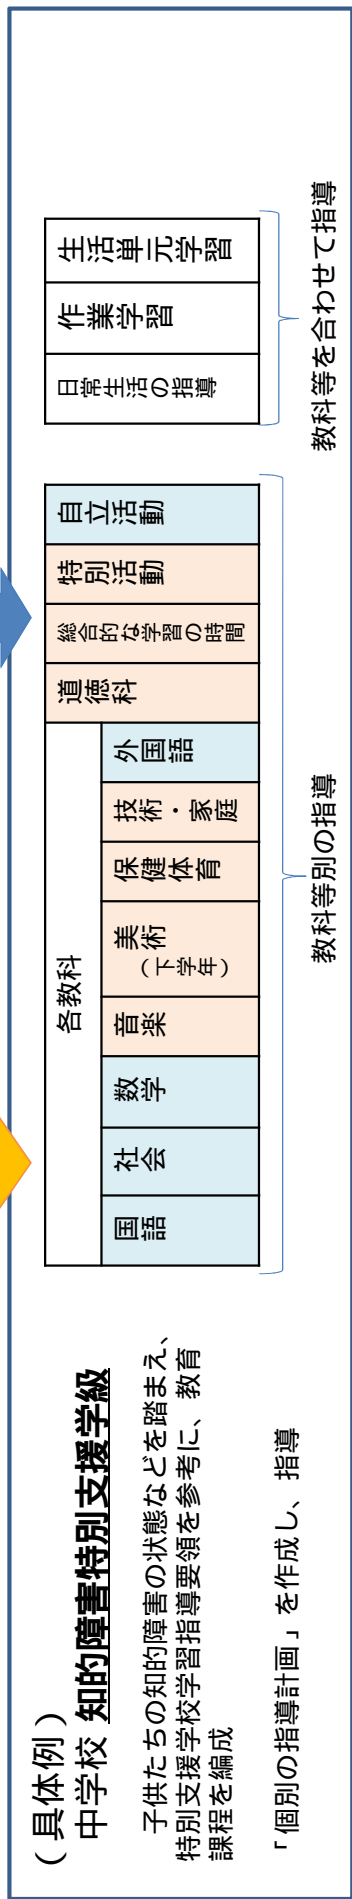 （具体例）
中学校 知的障害特別支援学級
子供たちの知的障害の状態などを踏まえ、
特別支援学校学習指導要領を参考に、教育
課程を編成
「個別の指導計画」を作成し、指導
各教科
国語
社会
数学
音楽
美術
（下学年）
保健体育
技術・家庭
外国語
道徳科
総合的な学習の時間
特別活動
自立活動
教科等別の指導
日常生活の指導
作業学習
生活単元学習
教科等を合わせて指導